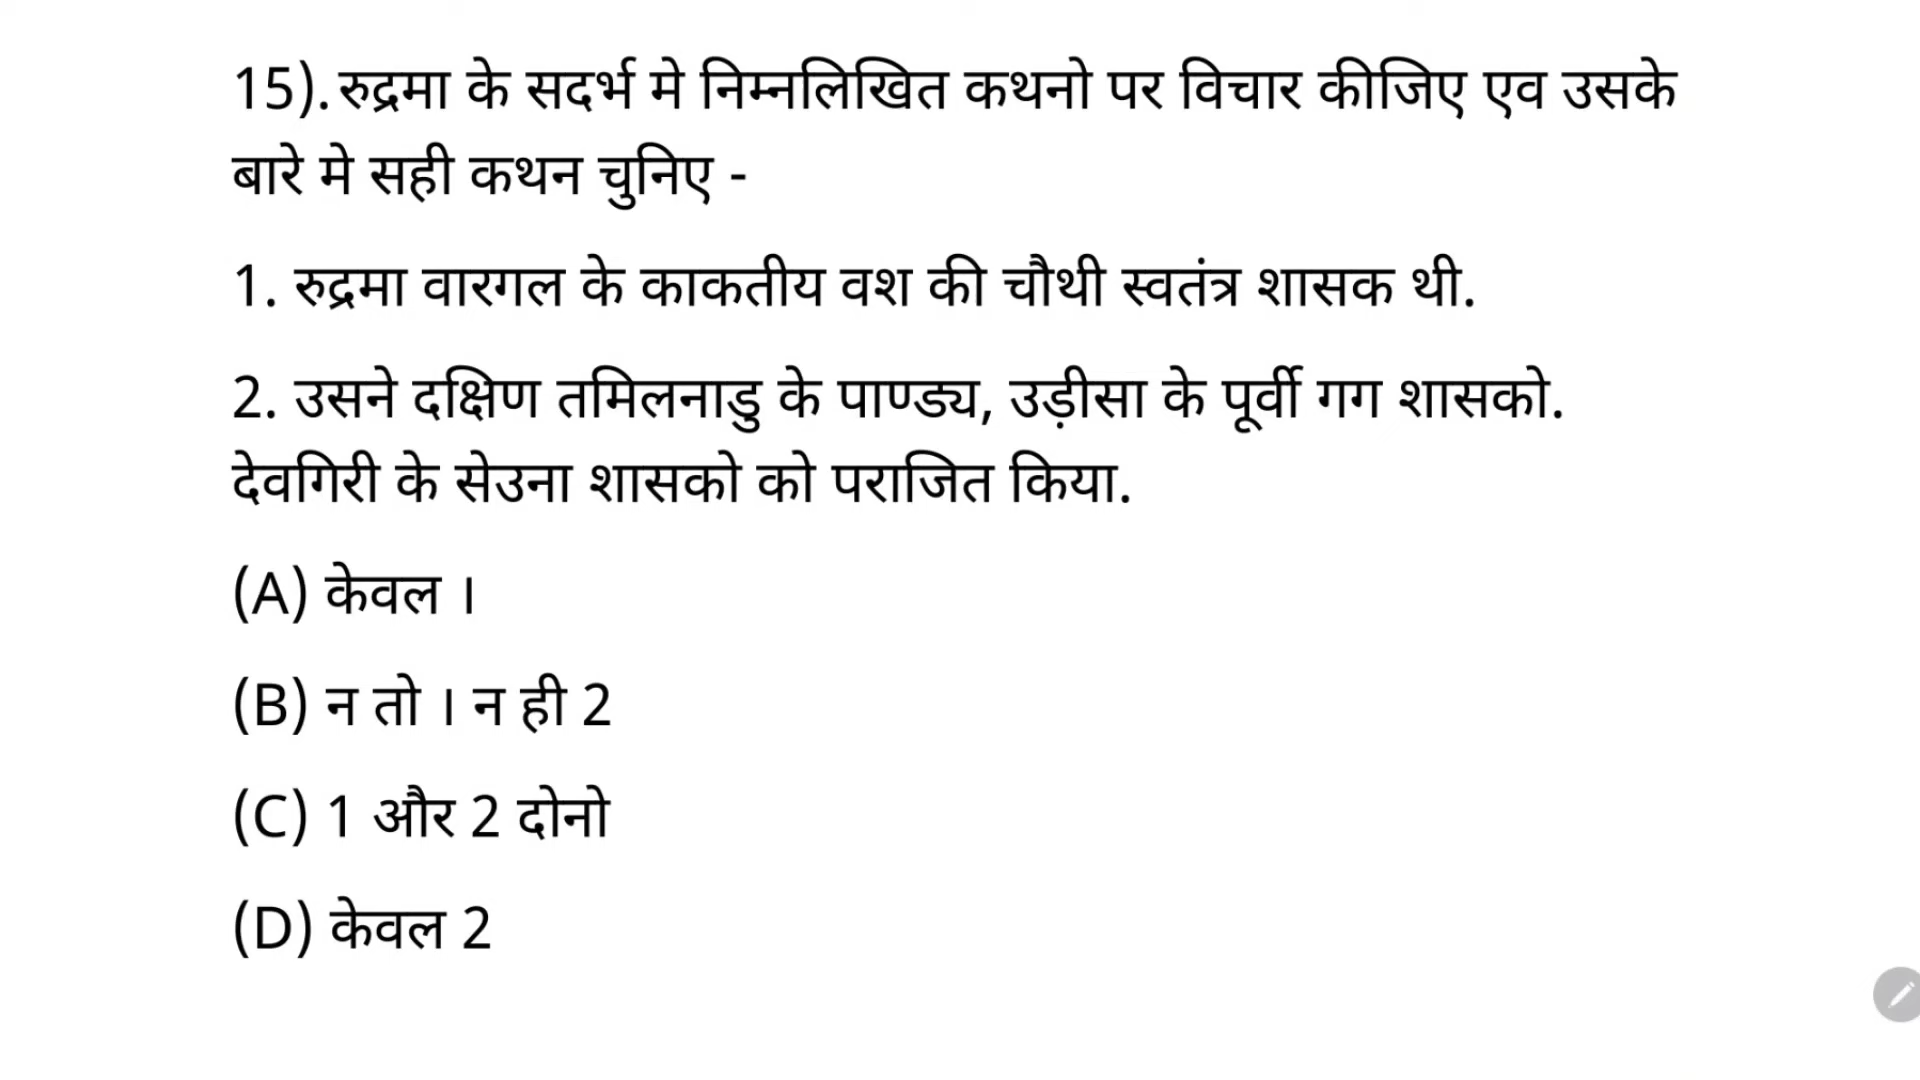 15). रुद्रमा के सदर्भ मे निम्नलिखित कथनो पर विचार कीजिए एव उसके
बारे मे सही कथन चुनिए -
1. रुद्रमा वारगल के काकतीय वश की चौथी स्वतंत्र शासक थी.
2. उसने दक्षिण तमिलनाडु के पाण्ड्य, उड़ीसा के पूर्वी गग शासको.
देवगिरी के सेउना शासको को पराजित किया.
(A) केवल ।
(B) न तो । न ही 2
(C) 1 और 2 दोनो
(D) केवल 2